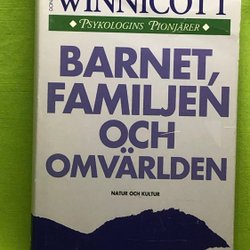 WINNICOTT
PSYKOLOGINS PIONJÄRER
BARNET,
FAMILJEN
OCH
OMVÄRLDEN
NATUR OCH KULTUR